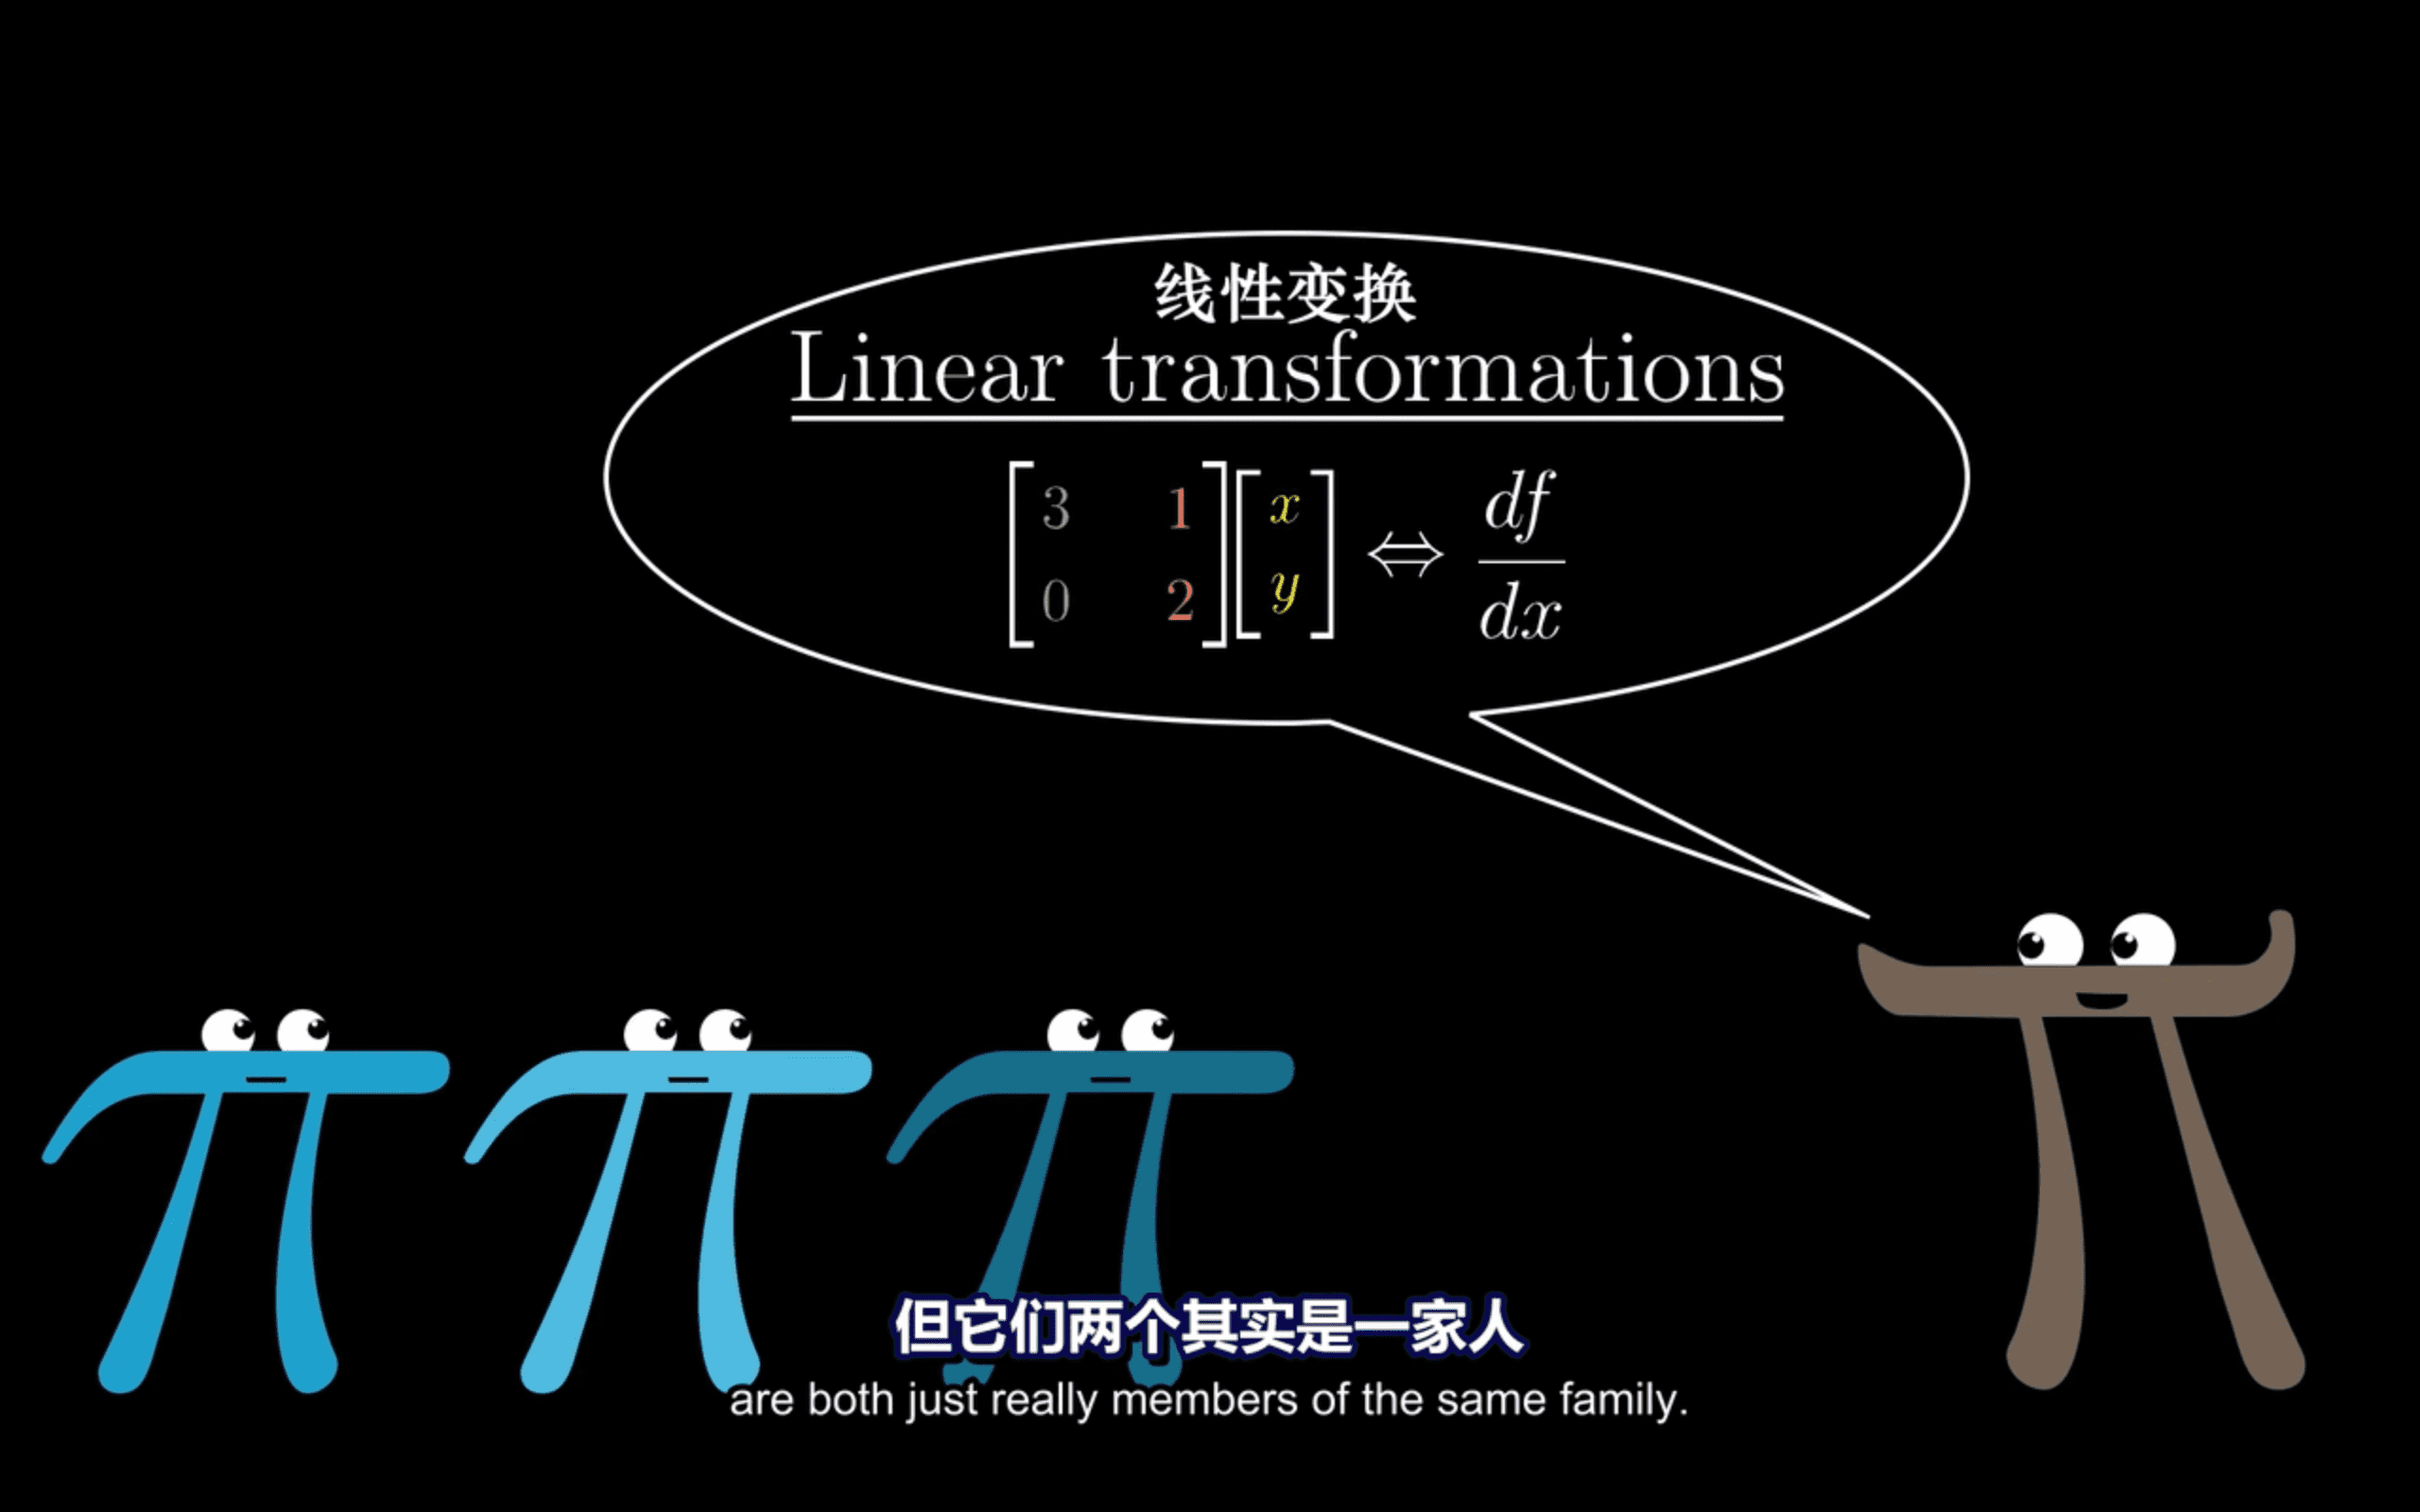 线性变换
Linear transformations
[3 1; 0 2] [x; y] ⇔ df/dx
但它们两个其实是一家人
are both just really members of the same family.